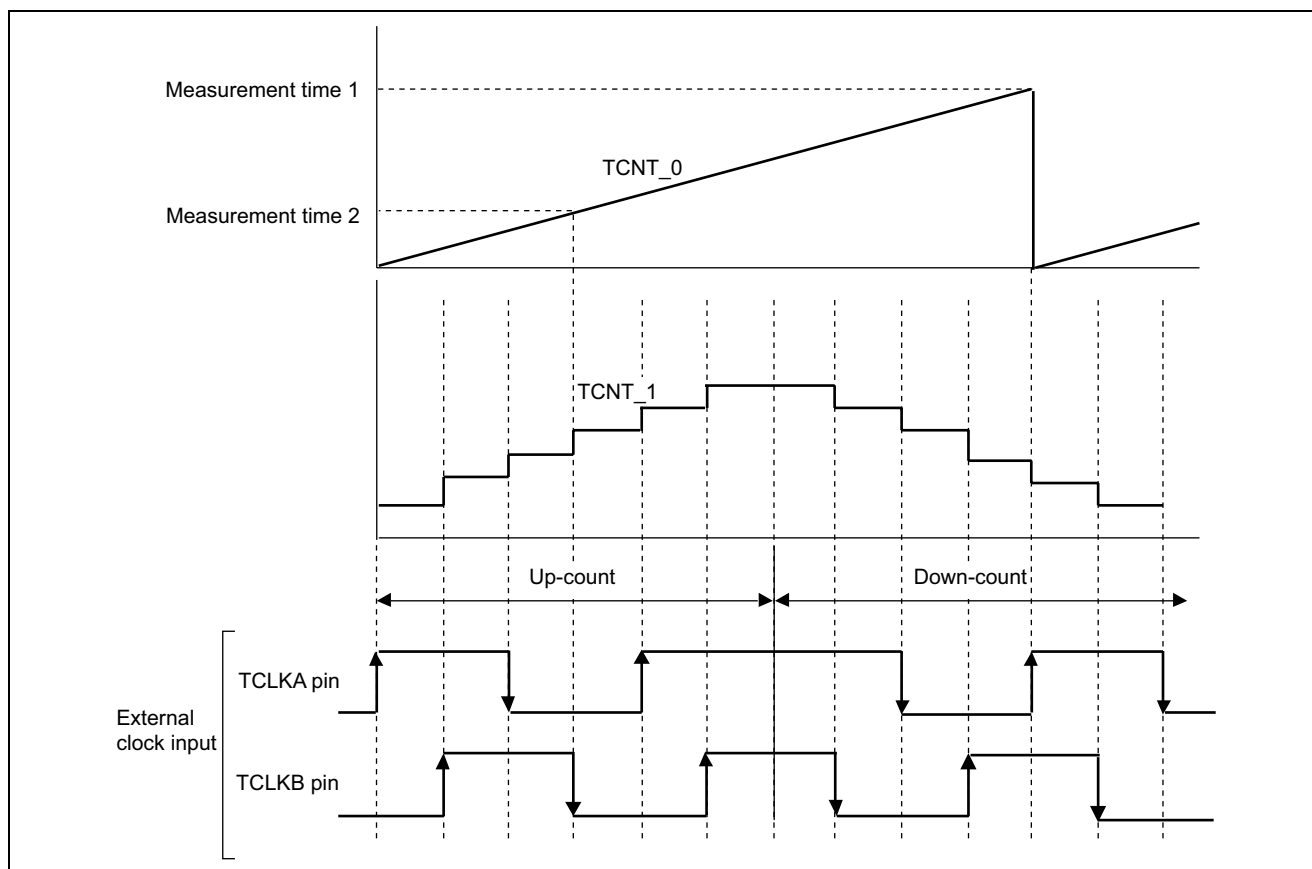 Measurement time 1
TCNT_0
Measurement time 2
TCNT_1
Up-count
Down-count
TCLKA pin
External
clock input
TCLKB pin